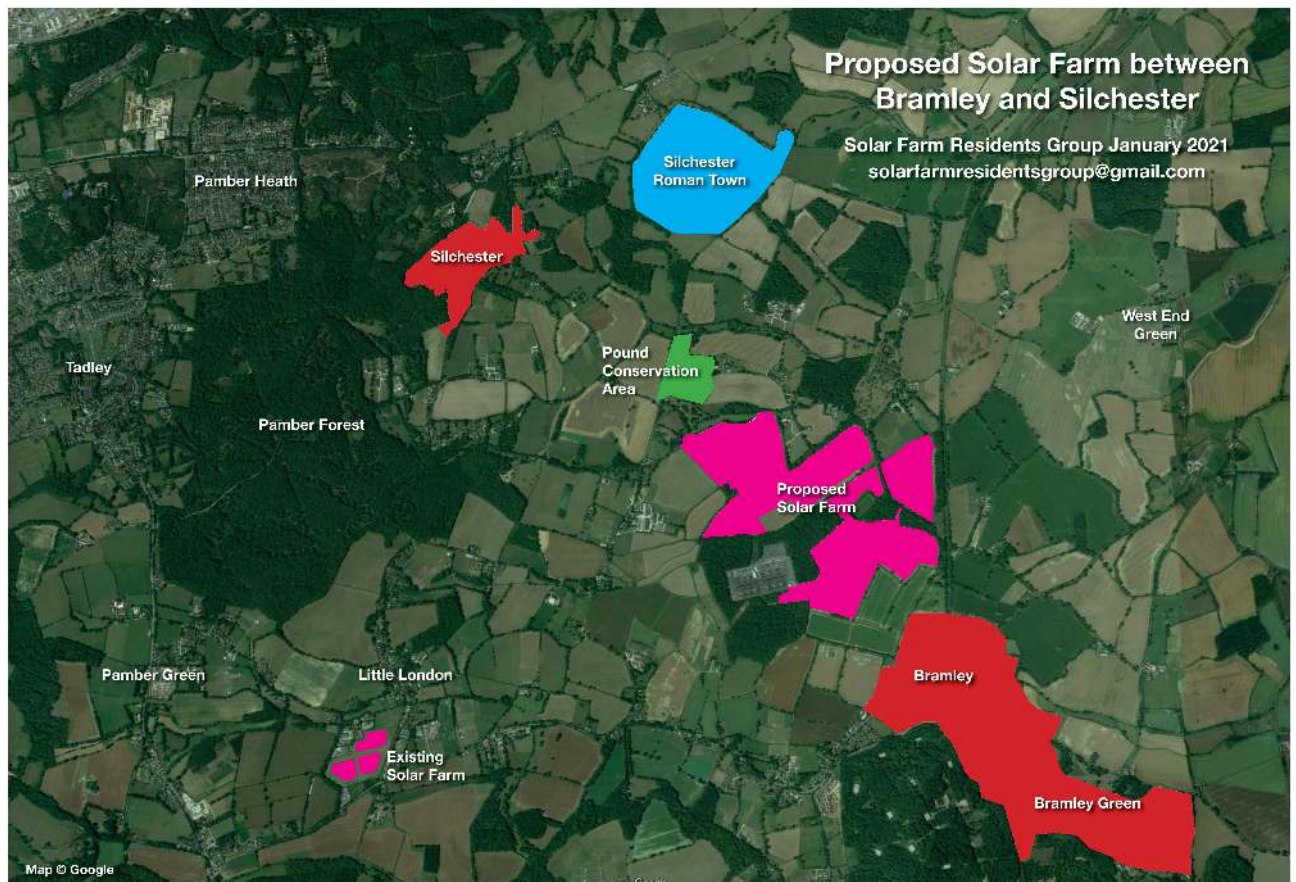 Proposed Solar Farm between
Bramley and Silchester
Solar Farm Residents Group January 2021
solarfarmresidentsgroup@gmail.com
Silchester
Roman Town
Pamber Heath
Silchester
West End
Green
Pound
Conservation
Area
Tadley
Pamber Forest
Proposed
Solar Farm
Pamber Green
Little London
Bramley
Existing
Solar Farm
Bramley Green
Map © Google